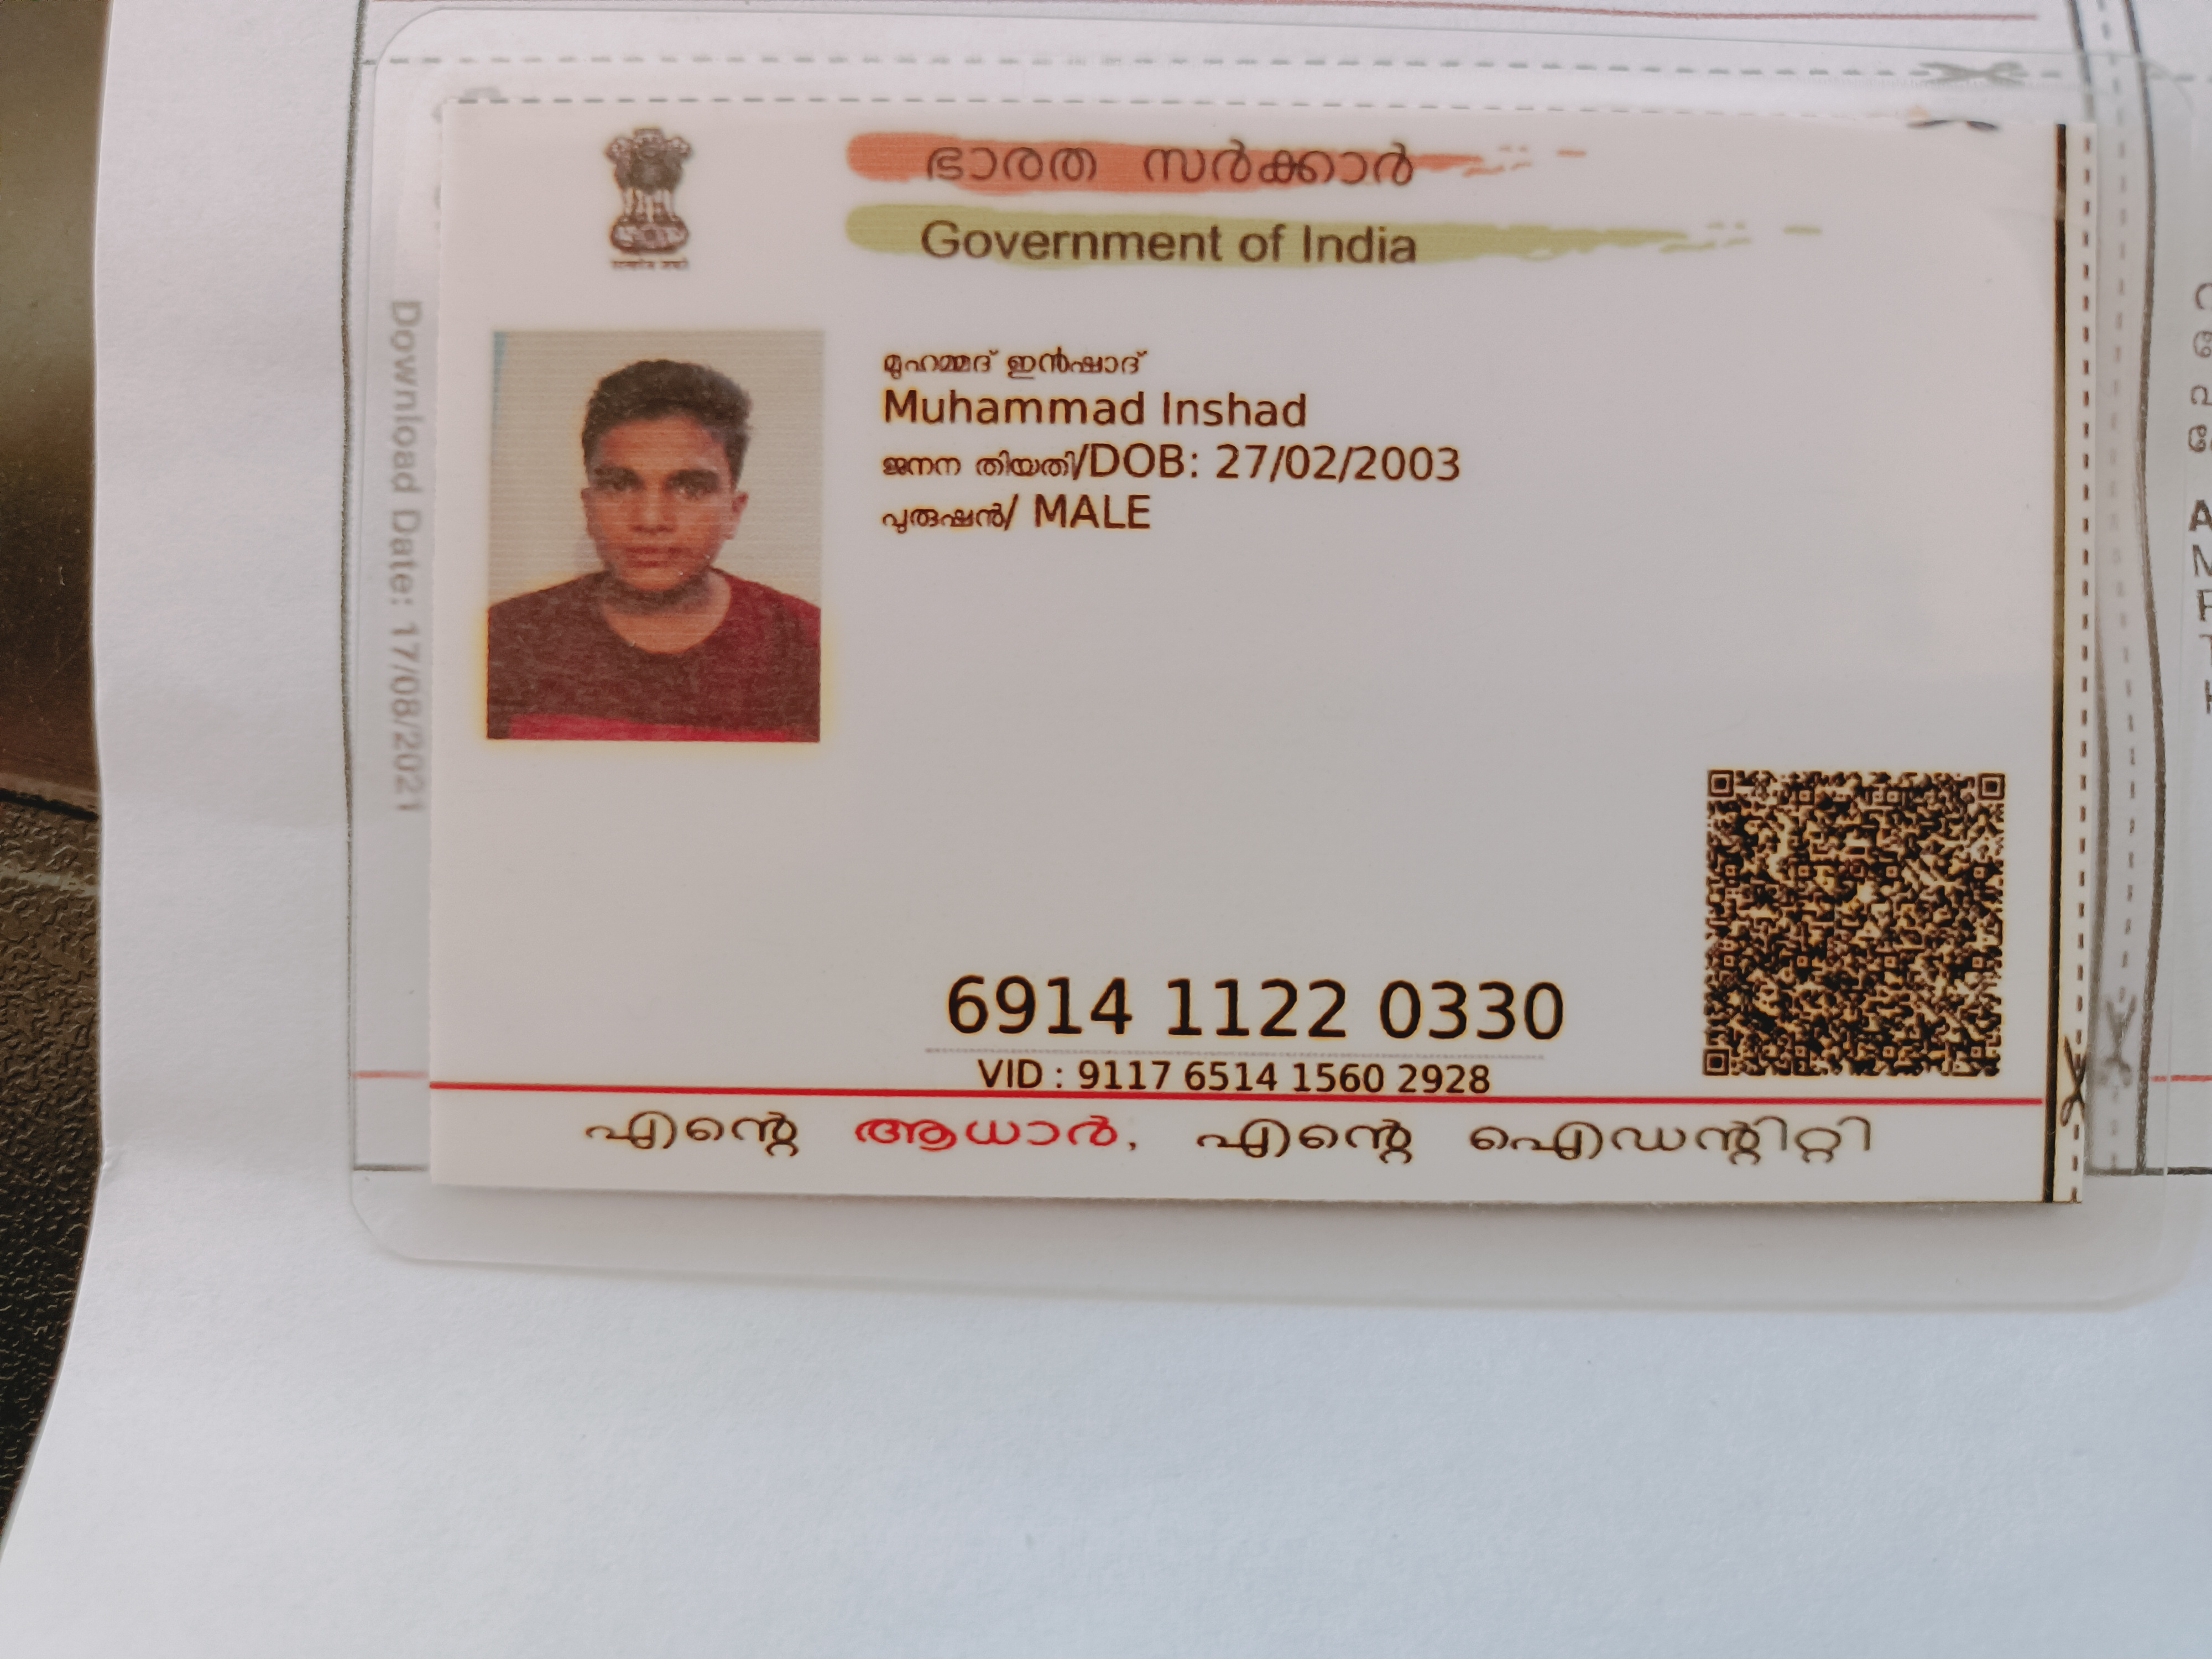 ഭാരത സർക്കാർ
Government of India
Download Date: 17/08/2021
മുഹമ്മദ് ഇൻഷാദ്
Muhammad Inshad
ജനന തിയതി/DOB: 27/02/2003
പുരുഷൻ/ MALE
6914 1122 0330
VID : 9117 6514 1560 2928
എന്റെ ആധാർ, എന്റെ ഐഡന്റിറ്റി